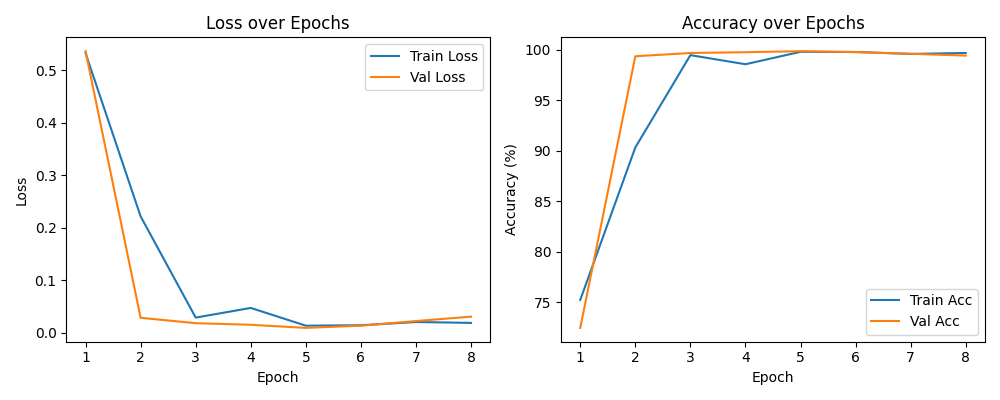 Loss over Epochs
Loss
0.5
0.4
0.3
0.2
0.1
0.0
1 2 3 4 5 6 7 8
Epoch
Train Loss
Val Loss
Accuracy over Epochs
Accuracy (%)
100
95
90
85
80
75
1 2 3 4 5 6 7 8
Epoch
Train Acc
Val Acc